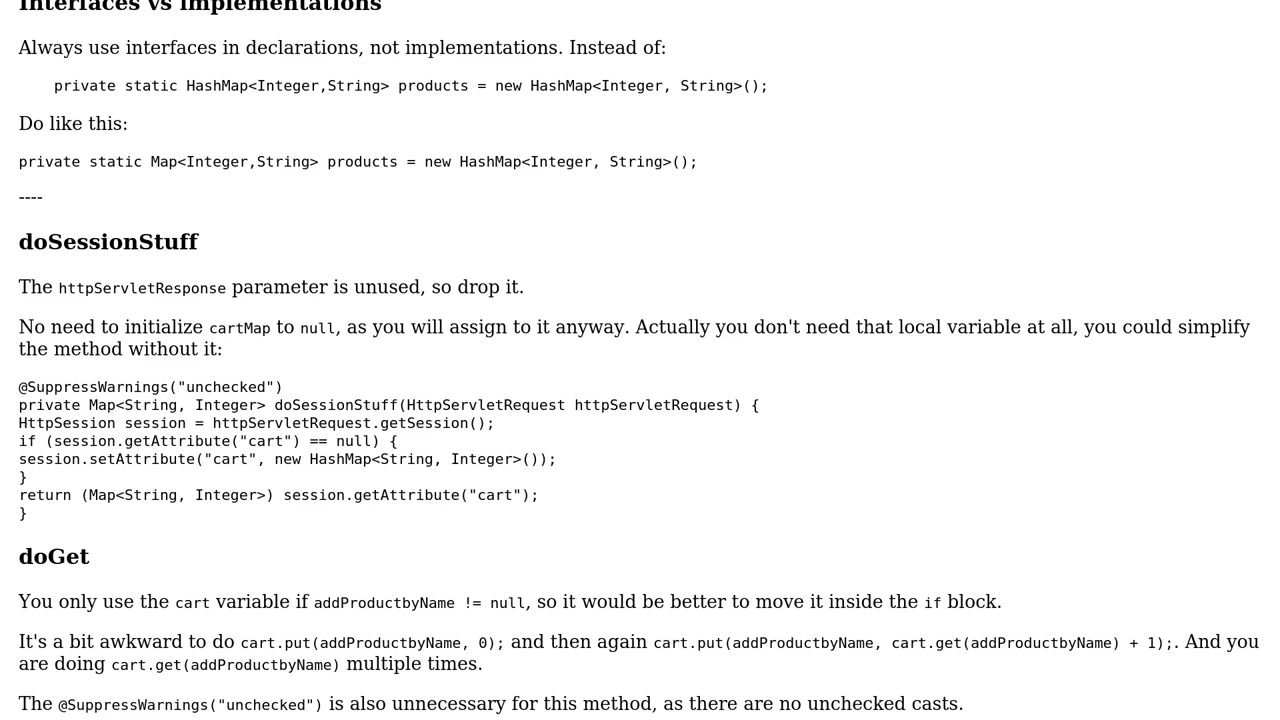 Interfaces vs Implementations
Always use interfaces in declarations, not implementations. Instead of:
private static HashMap<Integer,String> products = new HashMap<Integer, String>();
Do like this:
private static Map<Integer,String> products = new HashMap<Integer, String>();
----
doSessionStuff
The httpServletResponse parameter is unused, so drop it.
No need to initialize cartMap to null, as you will assign to it anyway. Actually you don't need that local variable at all, you could simplify
the method without it:
@SuppressWarnings("unchecked")
private Map<String, Integer> doSessionStuff(HttpServletRequest httpServletRequest) {
HttpSession session = httpServletRequest.getSession();
if (session.getAttribute("cart") == null) {
session.setAttribute("cart", new HashMap<String, Integer>());
}
return (Map<String, Integer>) session.getAttribute("cart");
}
doGet
You only use the cart variable if addProductbyName != null, so it would be better to move it inside the if block.
It's a bit awkward to do cart.put(addProductbyName, 0); and then again cart.put(addProductbyName, cart.get(addProductbyName) + 1);. And you
are doing cart.get(addProductbyName) multiple times.
The @SuppressWarnings("unchecked") is also unnecessary for this method, as there are no unchecked casts.